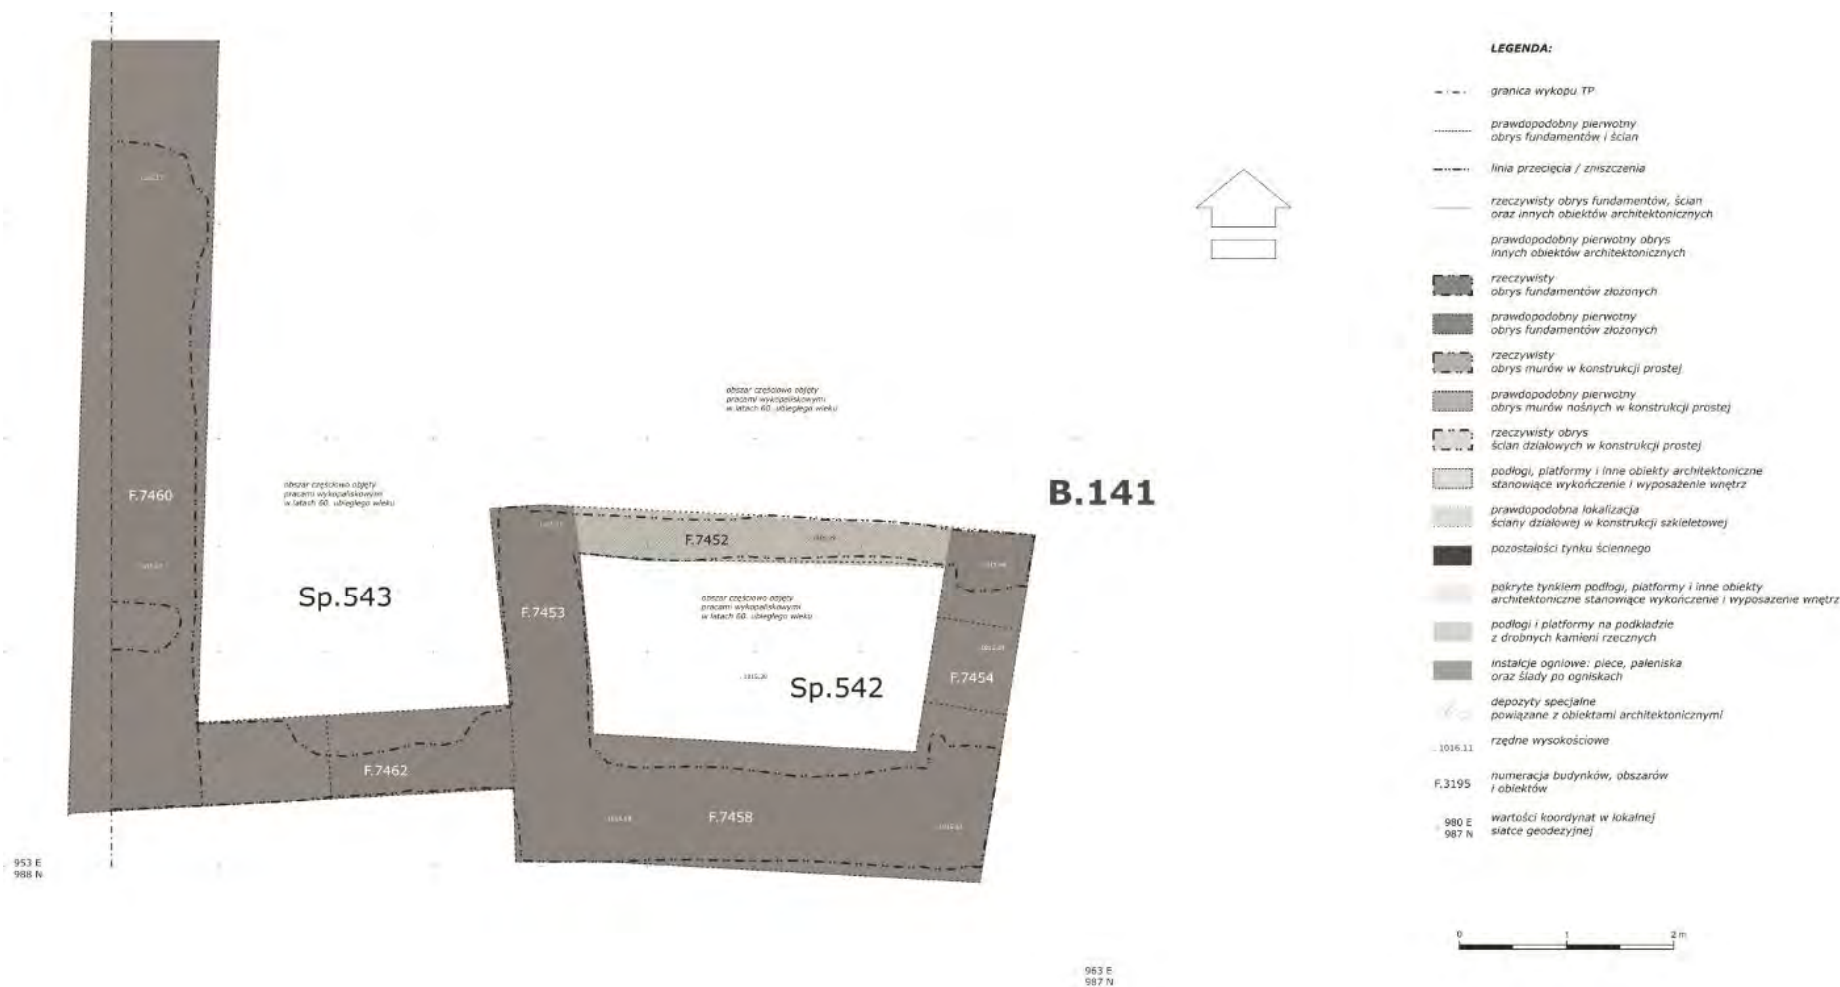 F.7460
obszar częściowo objęty
pracami wykopaliskowymi
w latach 60. ubiegłego wieku
Sp.543
obszar częściowo objęty
pracami wykopaliskowymi
w latach 60. ubiegłego wieku
B.141
F.7452
F.7453
obszar częściowo objęty
pracami wykopaliskowymi
w latach 60. ubiegłego wieku
Sp.542
F.7454
F.7462
F.7458
953 E
988 N
963 E
987 N
LEGENDA:
granica wykopu TP
prawdopodobny pierwotny
obrys fundamentów i ścian
linia przecięcia / zniszczenia
rzeczywisty obrys fundamentów, ścian
oraz innych obiektów architektonicznych
prawdopodobny pierwotny obrys
innych obiektów architektonicznych
rzeczywisty
obrys fundamentów złożonych
prawdopodobny pierwotny
obrys fundamentów złożonych
rzeczywisty
obrys murów w konstrukcji prostej
prawdopodobny pierwotny
obrys murów nośnych w konstrukcji prostej
rzeczywisty obrys
ścian działowych w konstrukcji prostej
podłogi, platformy i inne obiekty architektoniczne
stanowiące wykończenie i wyposażenie wnętrz
prawdopodobna lokalizacja
ściany działowej w konstrukcji szkieletowej
pozostałości tynku ściennego
pokryte tynkiem podłogi, platformy i inne obiekty
architektoniczne stanowiące wykończenie i wyposażenie wnętrz
podłogi i platformy na podkładzie
z drobnych kamieni rzecznych
instalcje ogniowe: piece, paleniska
oraz ślady po ogniskach
depozyty specjalne
powiązane z obiektami architektonicznymi
1016.11 rzędne wysokościowe
F.3195 numeracja budynków, obszarów
i obiektów
980 E wartości koordynat w lokalnej
987 N siatce geodezyjnej
0 1 2 m